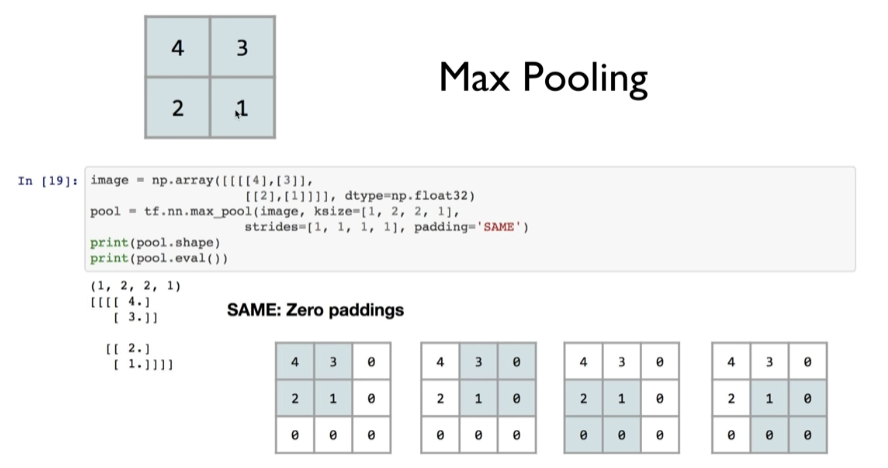 4 3
2 1
Max Pooling
In [19]: image = np.array([[[[4],[3]],
[[2],[1]]]], dtype=np.float32)
pool = tf.nn.max_pool(image, ksize=[1, 2, 2, 1],
strides=[1, 1, 1, 1], padding='SAME')
print(pool.shape)
print(pool.eval())
(1, 2, 2, 1)
[[[[ 4.]
[ 3.]]
[[ 2.]
[ 1.]]]]
SAME: Zero paddings
4 3 0 4 3 0 4 3 0 4 3 0
2 1 0 2 1 0 2 1 0 2 1 0
0 0 0 0 0 0 0 0 0 0 0 0